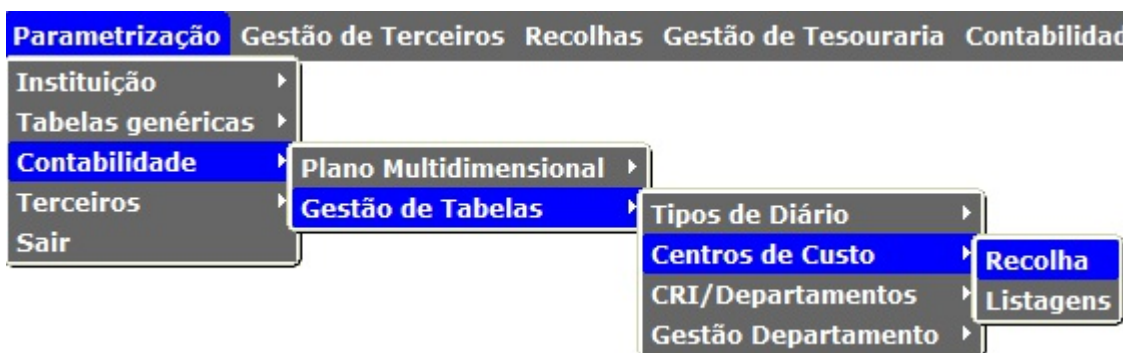 Parametrização Gestão de Terceiros Recolhas Gestão de Tesouraria Contabilidad
Instituição
Tabelas genéricas
Contabilidade
Terceiros
Sair
Plano Multidimensional
Gestão de Tabelas
Tipos de Diário
Centros de Custo
CRI/Departamentos
Gestão Departamento
Recolha
Listagens